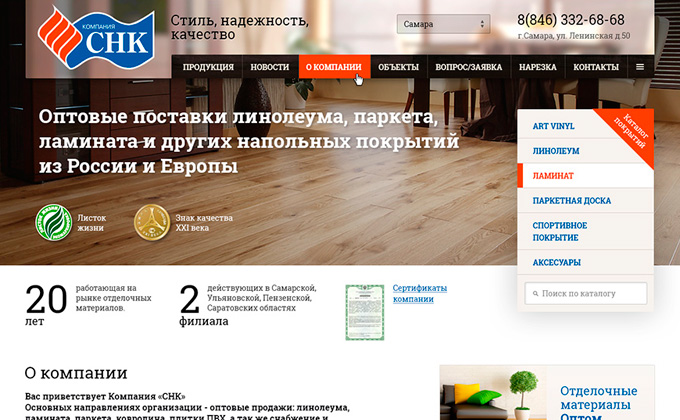 КОМПАНИЯ
СНК
Стиль, надежность,
качество
Самара
8(846) 332-68-68
г.Самара, ул. Ленинская д.50
ПРОДУКЦИЯ
НОВОСТИ
О КОМПАНИИ
ОБЪЕКТЫ
ВОПРОС/ЗАЯВКА
НАРЕЗКА
КОНТАКТЫ
Оптовые поставки линолеума, паркета,
ламината и других напольных покрытий
из России и Европы
Листок
жизни
Знак качества
XXI века
Каталог
покрытий
ART VINYL
ЛИНОЛЕУМ
ЛАМИНАТ
ПАРКЕТНАЯ ДОСКА
СПОРТИВНОЕ
ПОКРЫТИЕ
АКСЕСУАРЫ
Поиск по каталогу
20
лет
работающая на
рынке отделочных
материалов.
2
филиала
действующих в Самарской,
Ульяновской, Пензенской,
Саратовских областях
Сертификаты
компании
О компании
Вас приветствует Компания «СНК»
Основных направлениях организации - оптовые продажи: линолеума,
ламината, паркета, ковролина, плитки ПВХ, а так же снабжение и
Отделочные
материалы
Оптом